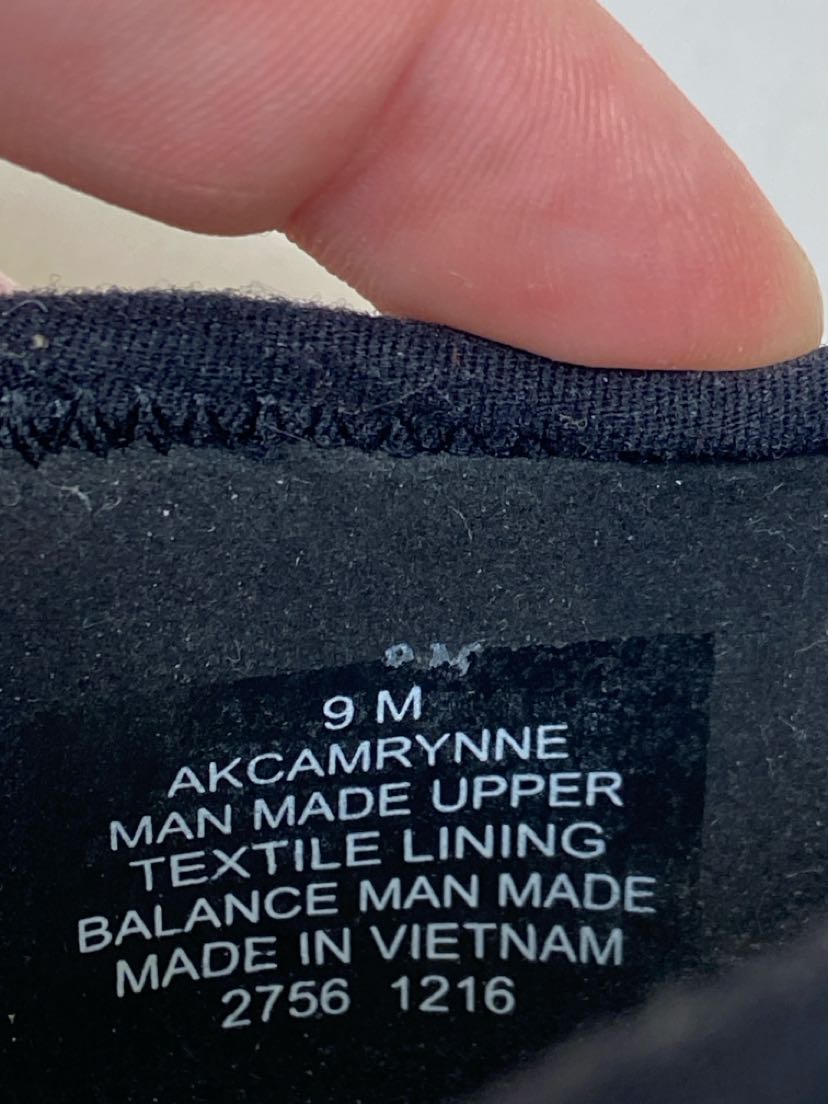 9 M
AKCAMRYNNE
MAN MADE UPPER
TEXTILE LINING
BALANCE MAN MADE
MADE IN VIETNAM
2756 1216